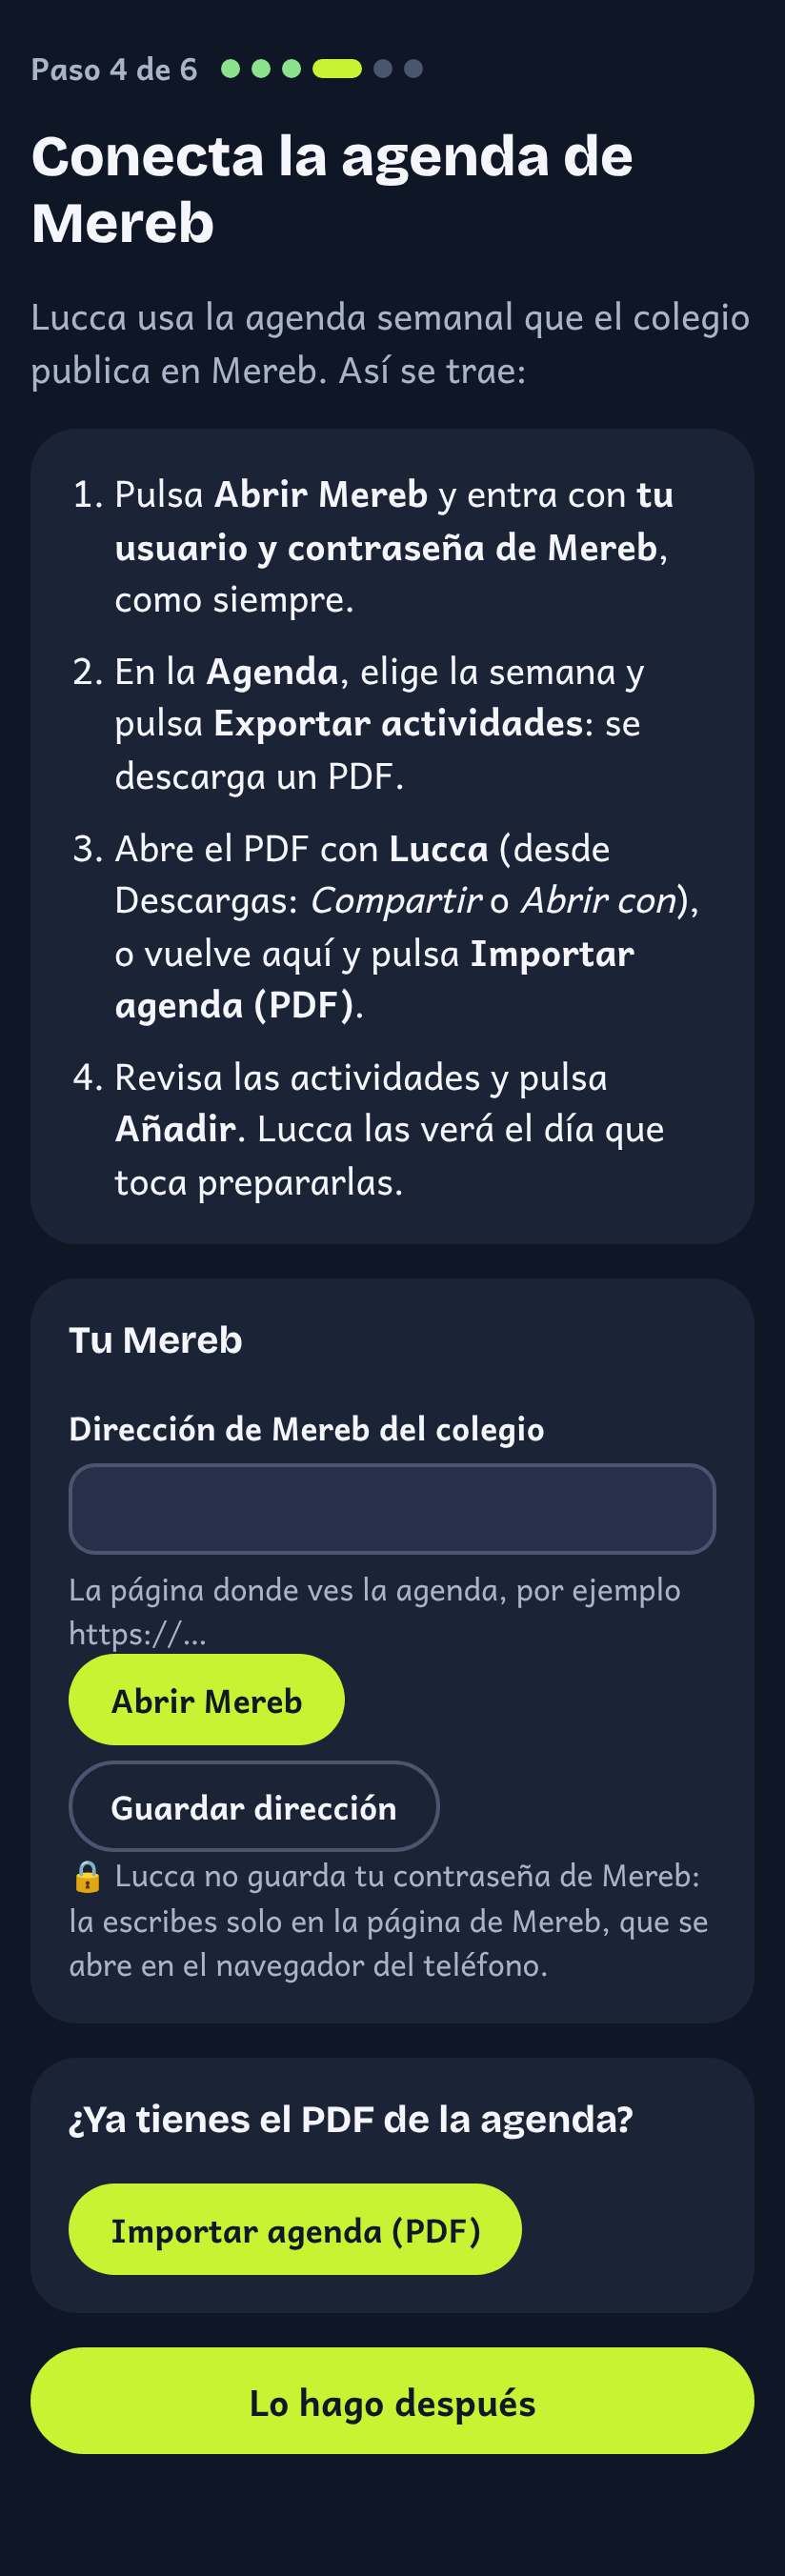 Paso 4 de 6
Conecta la agenda de
Mereb
Lucca usa la agenda semanal que el colegio
publica en Mereb. Así se trae:
1. Pulsa Abrir Mereb y entra con tu
usuario y contraseña de Mereb,
como siempre.
2. En la Agenda, elige la semana y
pulsa Exportar actividades: se
descarga un PDF.
3. Abre el PDF con Lucca (desde
Descargas: Compartir o Abrir con),
o vuelve aquí y pulsa Importar
agenda (PDF).
4. Revisa las actividades y pulsa
Añadir. Lucca las verá el día que
toca prepararlas.
Tu Mereb
Dirección de Mereb del colegio
La página donde ves la agenda, por ejemplo
https://...
Abrir Mereb
Guardar dirección
🔒 Lucca no guarda tu contraseña de Mereb:
la escribes solo en la página de Mereb, que se
abre en el navegador del teléfono.
¿Ya tienes el PDF de la agenda?
Importar agenda (PDF)
Lo hago después